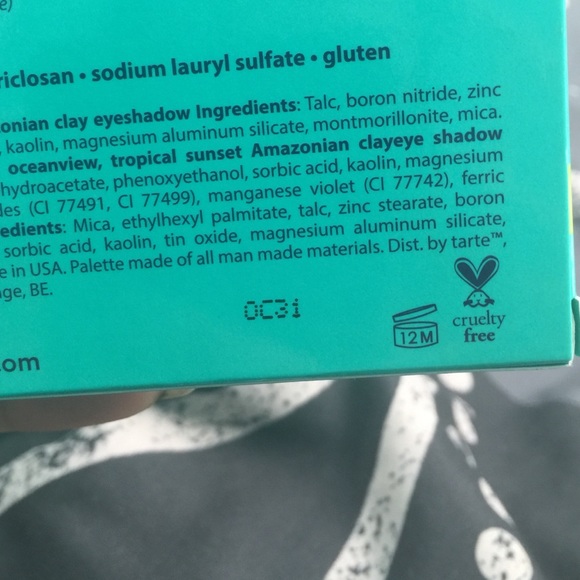 e)
riclosan • sodium lauryl sulfate • gluten
onian clay eyeshadow Ingredients: Talc, boron nitride, zinc
, kaolin, magnesium aluminum silicate, montmorillonite, mica.
oceanview, tropical sunset Amazonian clayeye shadow
hydroacetate, phenoxyethanol, sorbic acid, kaolin, magnesium
des (CI 77491, CI 77499), manganese violet (CI 77742), ferric
edients: Mica, ethylhexyl palmitate, talc, zinc stearate, boron
sorbic acid, kaolin, tin oxide, magnesium aluminum silicate,
e in USA. Palette made of all man made materials. Dist. by tarte™,
ge, BE.
0C31
12M
cruelty
free
.om